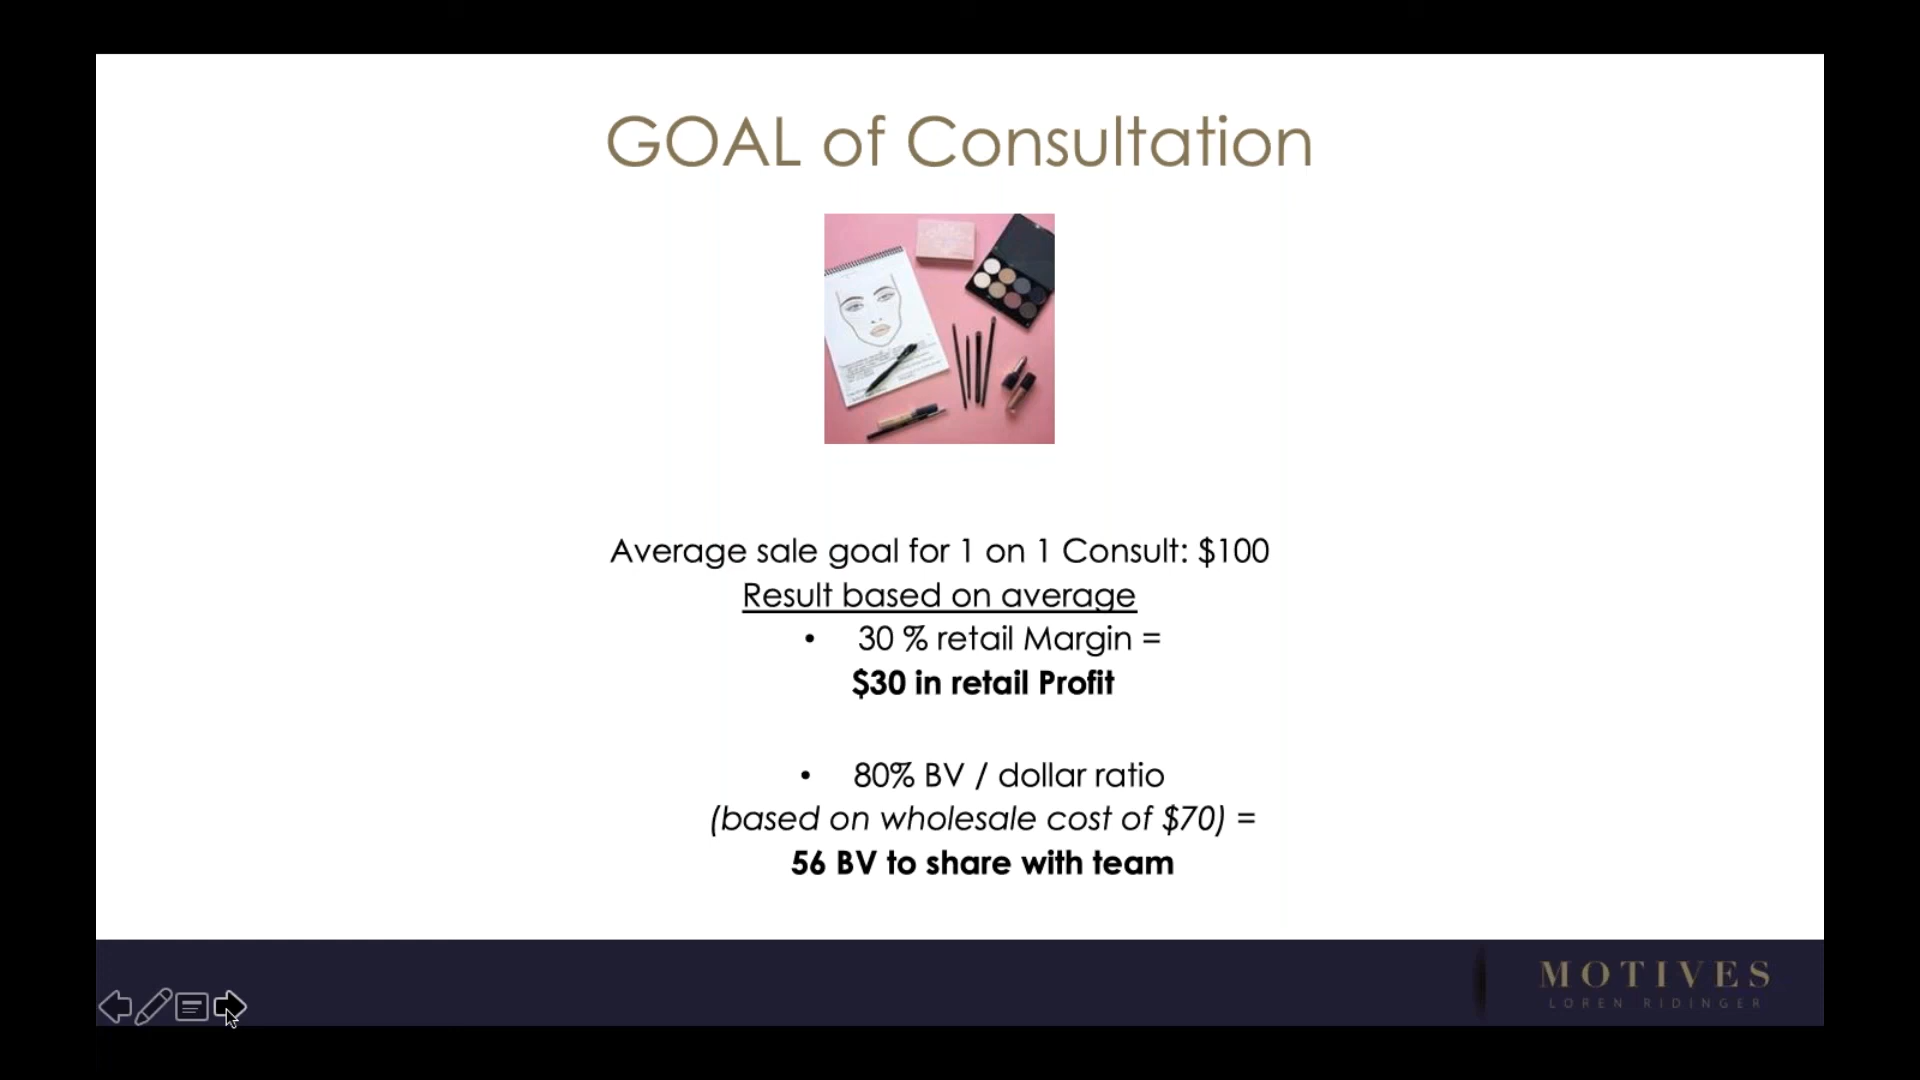 GOAL of Consultation
Average sale goal for 1 on 1 Consult: $100
Result based on average
• 30 % retail Margin =
$30 in retail Profit
• 80% BV / dollar ratio
(based on wholesale cost of $70) =
56 BV to share with team
MOTIVES
LOREN RIDINGER